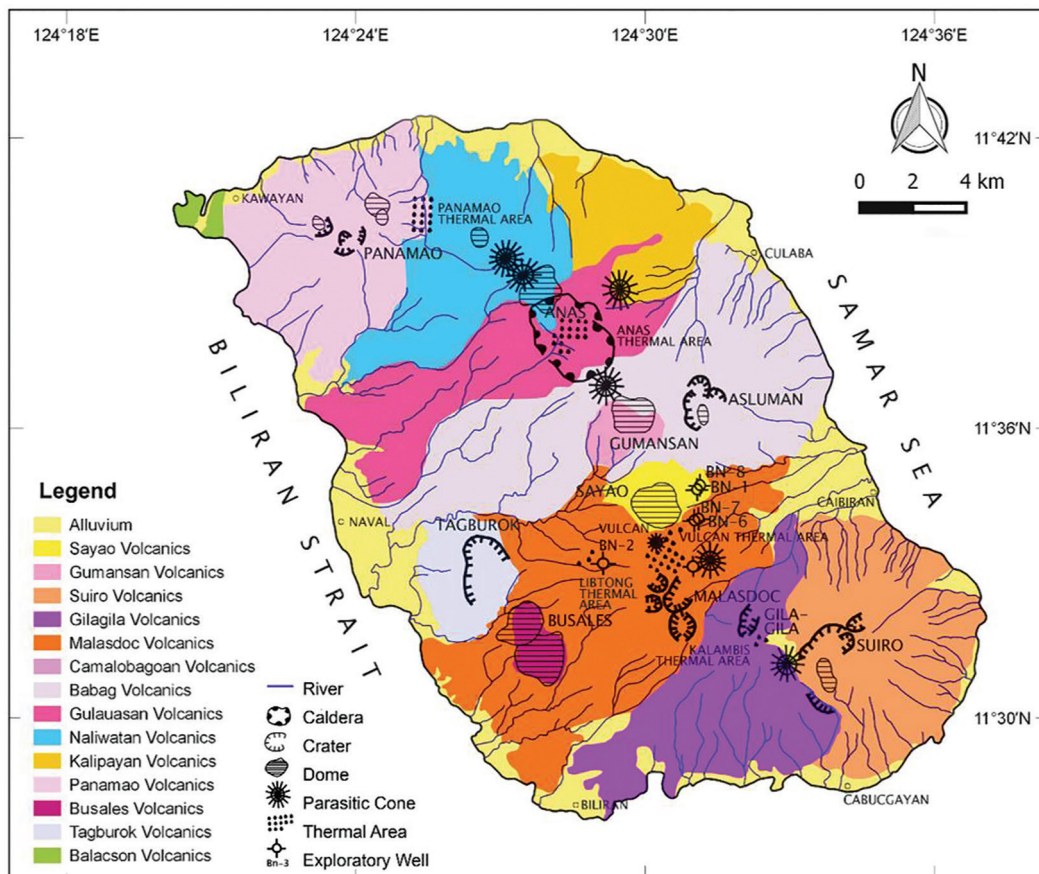 124°18'E
124°24'E
124°30'E
124°36'E
N
11°42'N
0 2 4 km
KAWAYAN
PANAMAO
THERMAL AREA
PANAMAO
CULABA
ANAS
ANAS
THERMAL AREA
BILIRAN STRAIT
SAMAR SEA
ASLUMAN
GUMANSAN
11°36'N
SAYAO
BN-8
BN-1
BN-7
BN-6
CAIBIRAN
NAVAL
TAGBUROK
VULCAN
VULCAN THERMAL AREA
BN-2
LIBTONG
THERMAL
AREA
MALASDOC
BUSALES
GILA-
GILA
KALAMBIS
THERMAL AREA
SUIRO
11°30'N
BILIRAN
CABUCGAYAN
Legend
Alluvium
Sayao Volcanics
Gumansan Volcanics
Suiro Volcanics
Gilagila Volcanics
Malasdoc Volcanics
Camalobagoan Volcanics
Babag Volcanics
Gulauasan Volcanics
Naliwatan Volcanics
Kalipayan Volcanics
Panamao Volcanics
Busales Volcanics
Tagburok Volcanics
Balacson Volcanics
River
Caldera
Crater
Dome
Parasitic Cone
Thermal Area
Bn-3
Exploratory Well